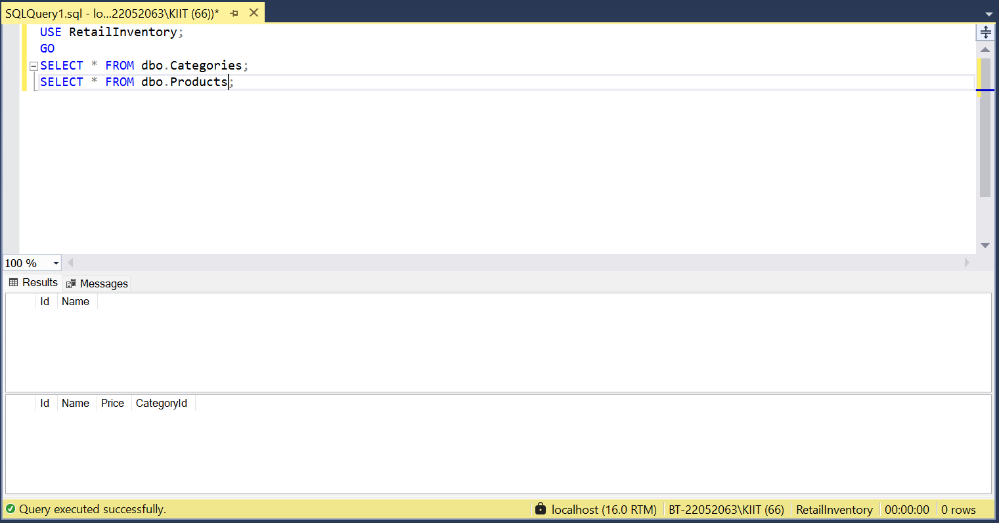 SQLQuery1.sql - lo...22052063\KIIT (66))*
USE RetailInventory;
GO
SELECT * FROM dbo.Categories;
SELECT * FROM dbo.Products;
100 %
Results Messages
Id Name
Id Name Price CategoryId
Query executed successfully. localhost (16.0 RTM) BT-22052063\KIIT (66) RetailInventory 00:00:00 0 rows